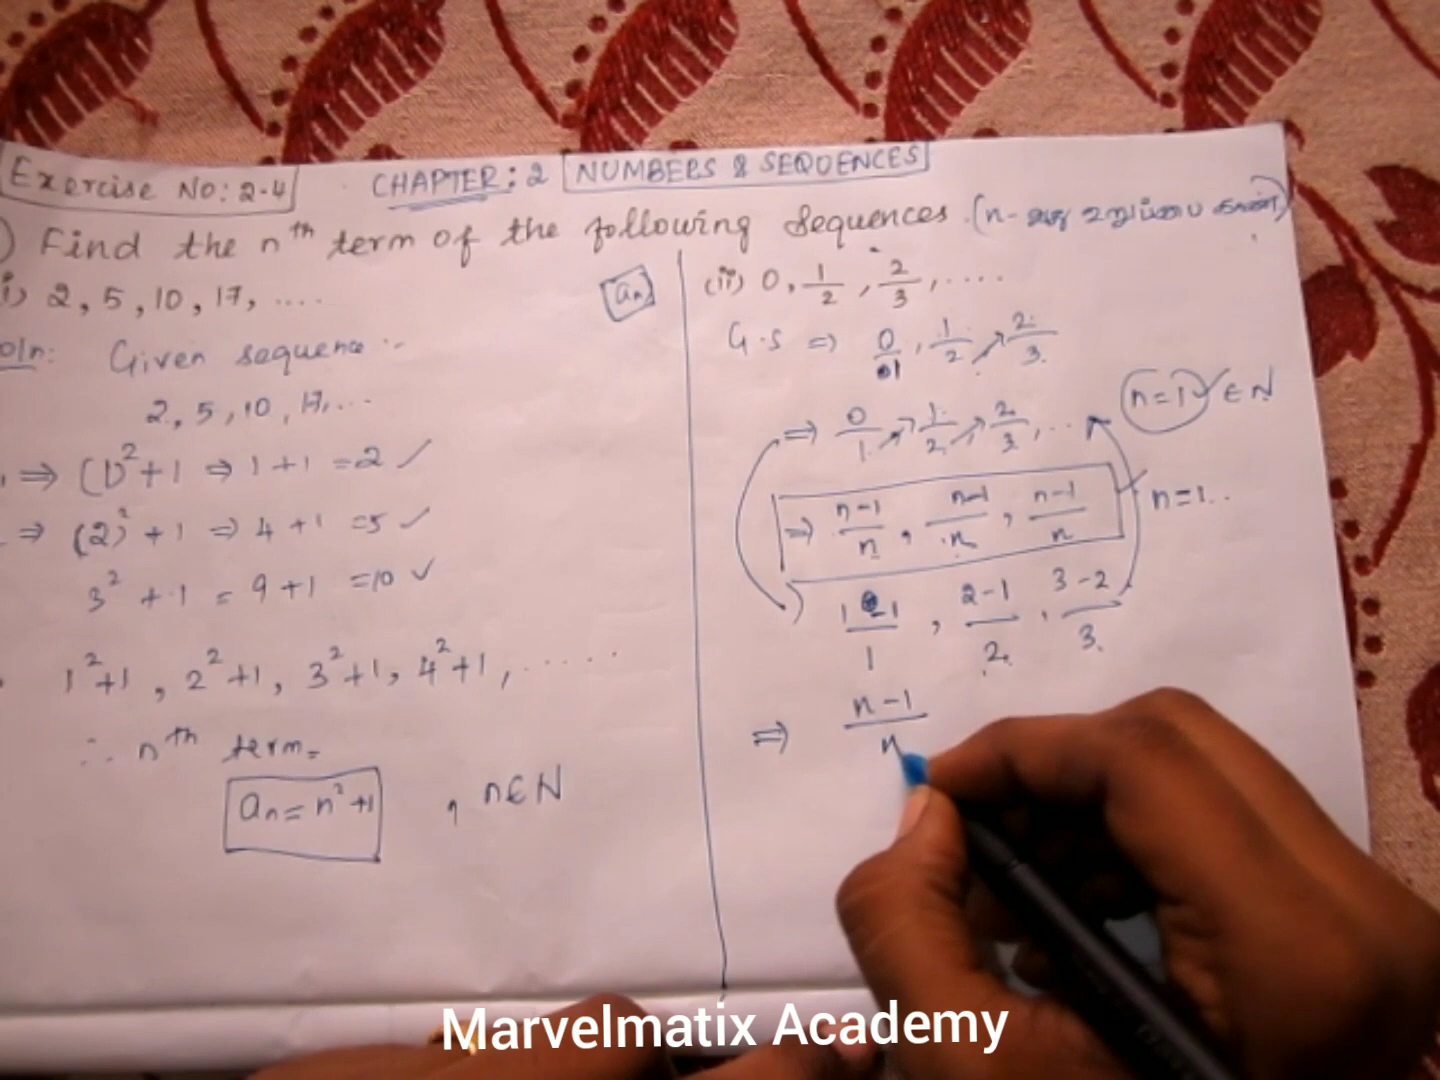 Exercise No: 2.4
CHAPTER: 2 NUMBERS & SEQUENCES
) Find the nth term of the following Sequences. (n-வது உறுப்பை காண்)
i) 2, 5, 10, 17, ....
an
oln: Given sequence :-
2, 5, 10, 17, ...
⇒ (1)²+1 ⇒ 1+1 =2 ✓
⇒ (2)²+1 ⇒ 4+1 =5 ✓
3²+1 = 9+1 =10 ✓
1²+1, 2²+1, 3²+1, 4²+1, ......
∴ nth term =
an = n²+1 , n∈N
(ii) 0, 1/2, 2/3, ....
G.S ⇒ 0/1, 1/2, 2/3
⇒ 0/1, 1/2, 2/3, ...
n=1 ✓ ∈ N
⇒ n-1/n, n-1/n, n-1/n
n=1..
1-1/1, 2-1/2, 3-2/3
⇒ n-1/n
Marvelmatix Academy